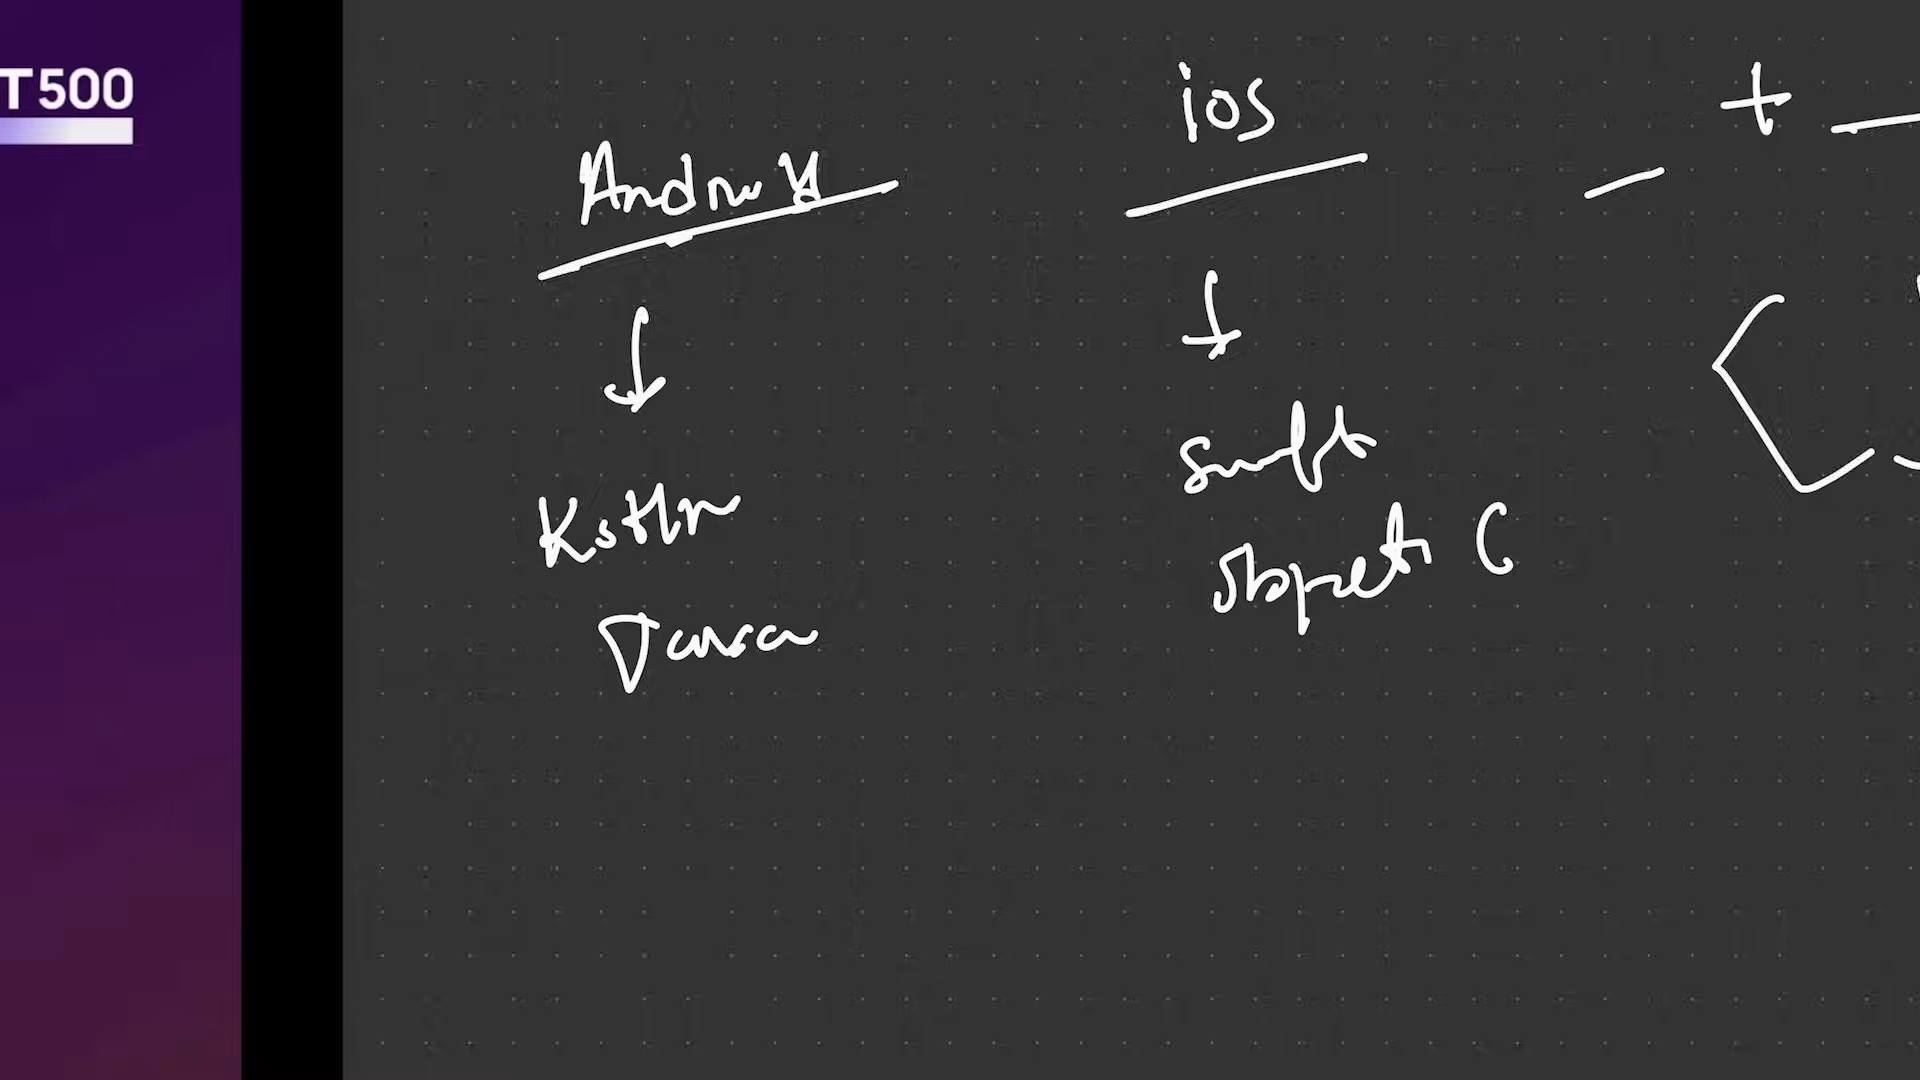 T500
Android
ios
+
Kotlin
Java
Swift
Objective C